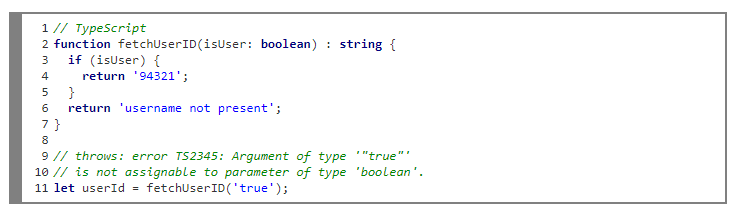 1 // TypeScript
2 function fetchUserID(isUser: boolean) : string {
3   if (isUser) {
4     return '94321';
5   }
6   return 'username not present';
7 }
8
9 // throws: error TS2345: Argument of type '"true"'
10 // is not assignable to parameter of type 'boolean'.
11 let userId = fetchUserID('true');